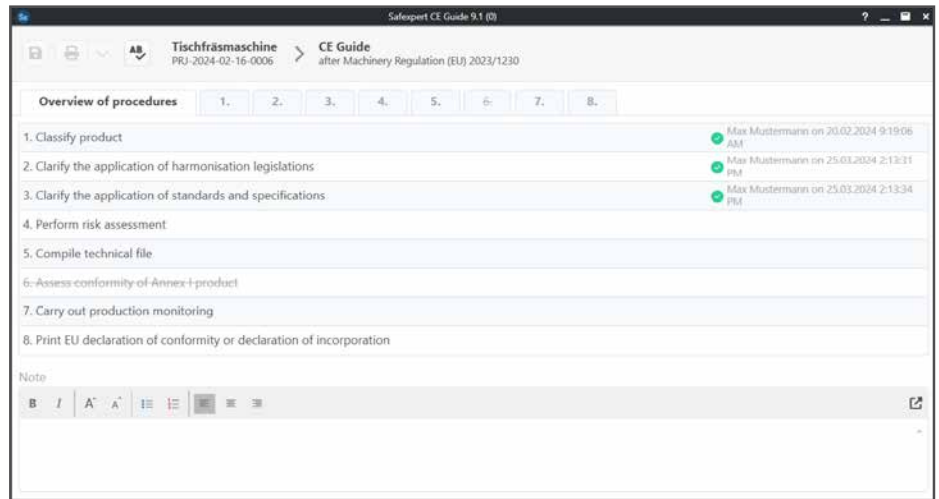 Se
Safexpert CE Guide 9.1 (0)
?
AB
Tischfräsmaschine
PRJ-2024-02-16-0006
CE Guide
after Machinery Regulation (EU) 2023/1230
Overview of procedures 1. 2. 3. 4. 5. 6. 7. 8.
1. Classify product
Max Mustermann on 20.02.2024 9:19:06
AM
2. Clarify the application of harmonisation legislations
Max Mustermann on 25.03.2024 2:13:31
PM
3. Clarify the application of standards and specifications
Max Mustermann on 25.03.2024 2:13:34
PM
4. Perform risk assessment
5. Compile technical file
6. Assess conformity of Annex I product
7. Carry out production monitoring
8. Print EU declaration of conformity or declaration of incorporation
Note
B I A A